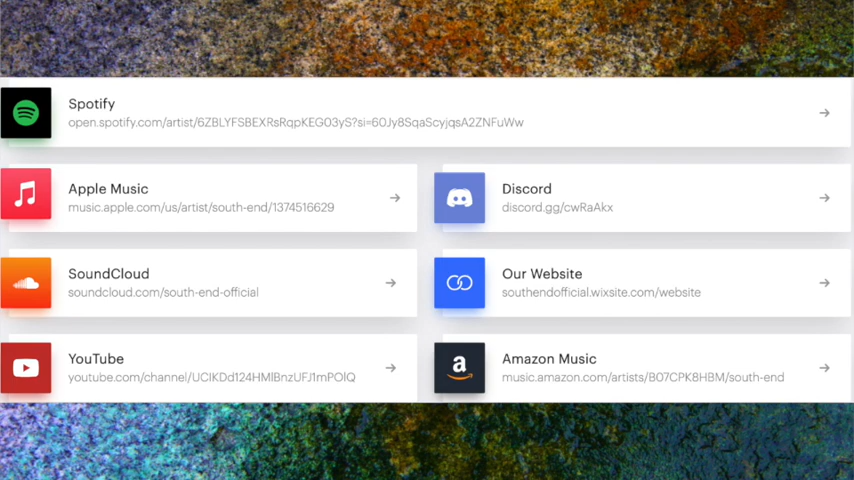 Spotify
open.spotify.com/artist/6ZBLYFSBEXRsRqpKEG03yS?si=60Jy8SqaScyjqsA2ZNFuWw
Apple Music
music.apple.com/us/artist/south-end/1374516629
Discord
discord.gg/cwRaAkx
SoundCloud
soundcloud.com/south-end-official
Our Website
southendofficial.wixsite.com/website
YouTube
youtube.com/channel/UCIKDd124HMlBnzUFJ1mPOlQ
a
Amazon Music
music.amazon.com/artists/B07CPK8HBM/south-end